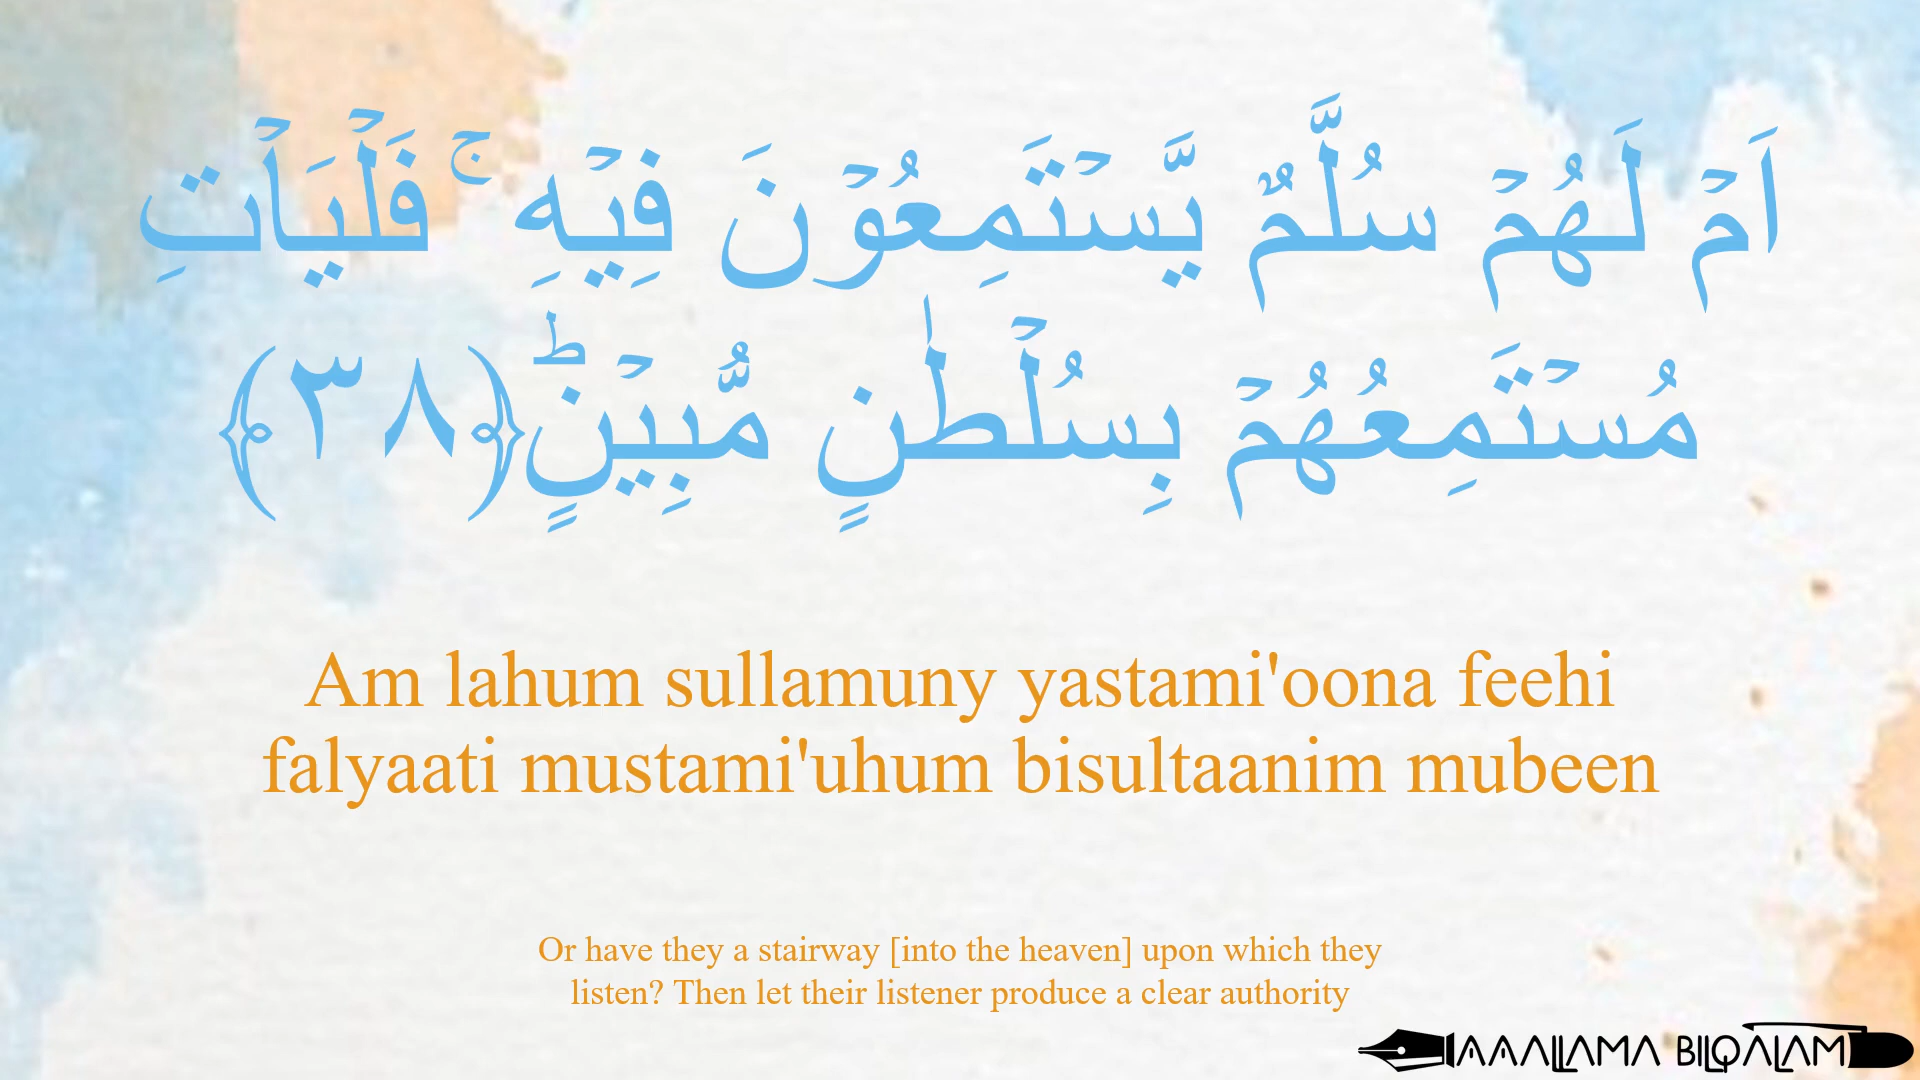 اَمۡ لَهُمۡ سُلَّمٌ يَّسۡتَمِعُوۡنَ فِيۡهِ‌ ۚ فَلۡيَاۡتِ
مُسۡتَمِعُهُمۡ بِسُلۡطٰنٍ مُّبِيۡنٍؕ‏﴿۳۸﴾
Am lahum sullamuny yastami'oona feehi
falyaati mustami'uhum bisultaanim mubeen
Or have they a stairway [into the heaven] upon which they
listen? Then let their listener produce a clear authority
AAALLAMA BILQALAM